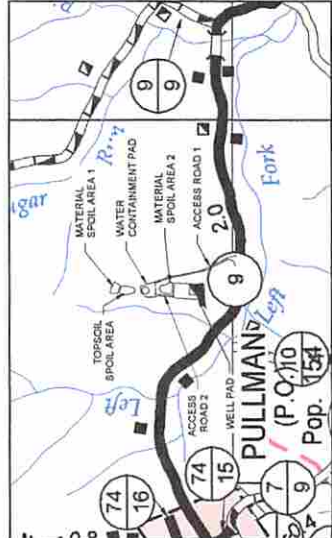 gar
Run
9
9
MATERIAL
SPOIL AREA 1
WATER
CONTAINMENT PAD
MATERIAL
SPOIL AREA 2
ACCESS ROAD 1
TOPSOIL
SPOIL AREA
2.0
Fork
9
Left
Left
ACCESS
ROAD 2
WELL PAD
PULLMAN
(P.O.)
10
Pop. 154
74
16
74
15
7
9